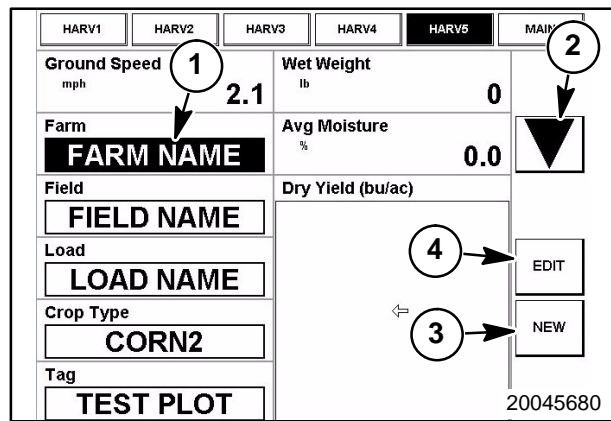 HARV1 HARV2 HARV3 HARV4 HARV5 MAIN
Ground Speed
mph
2.1
Wet Weight
lb
0
1
2
Farm
FARM NAME
Avg Moisture
%
0.0
Field
FIELD NAME
Dry Yield (bu/ac)
Load
LOAD NAME
4
EDIT
Crop Type
CORN2
3
NEW
Tag
TEST PLOT
20045680